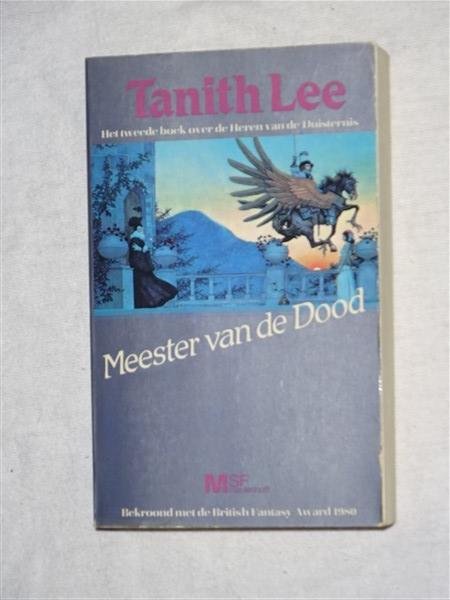 Tanith Lee
Het tweede boek over de Heren van de Duisternis
Meester van de Dood
MSF
meulenhoff
Bekroond met de British Fantasy Award 1980